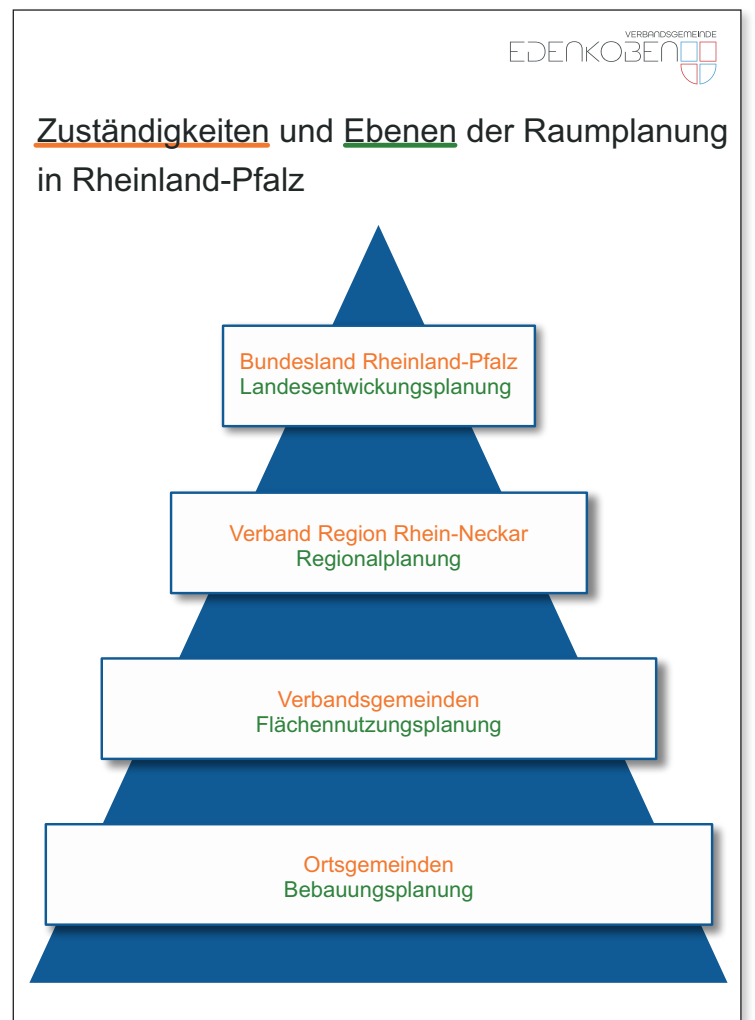 VERBANDSGEMEINDE
EDENKOBEN
Zuständigkeiten und Ebenen der Raumplanung
in Rheinland-Pfalz
Bundesland Rheinland-Pfalz
Landesentwickungsplanung
Verband Region Rhein-Neckar
Regionalplanung
Verbandsgemeinden
Flächennutzungsplanung
Ortsgemeinden
Bebauungsplanung